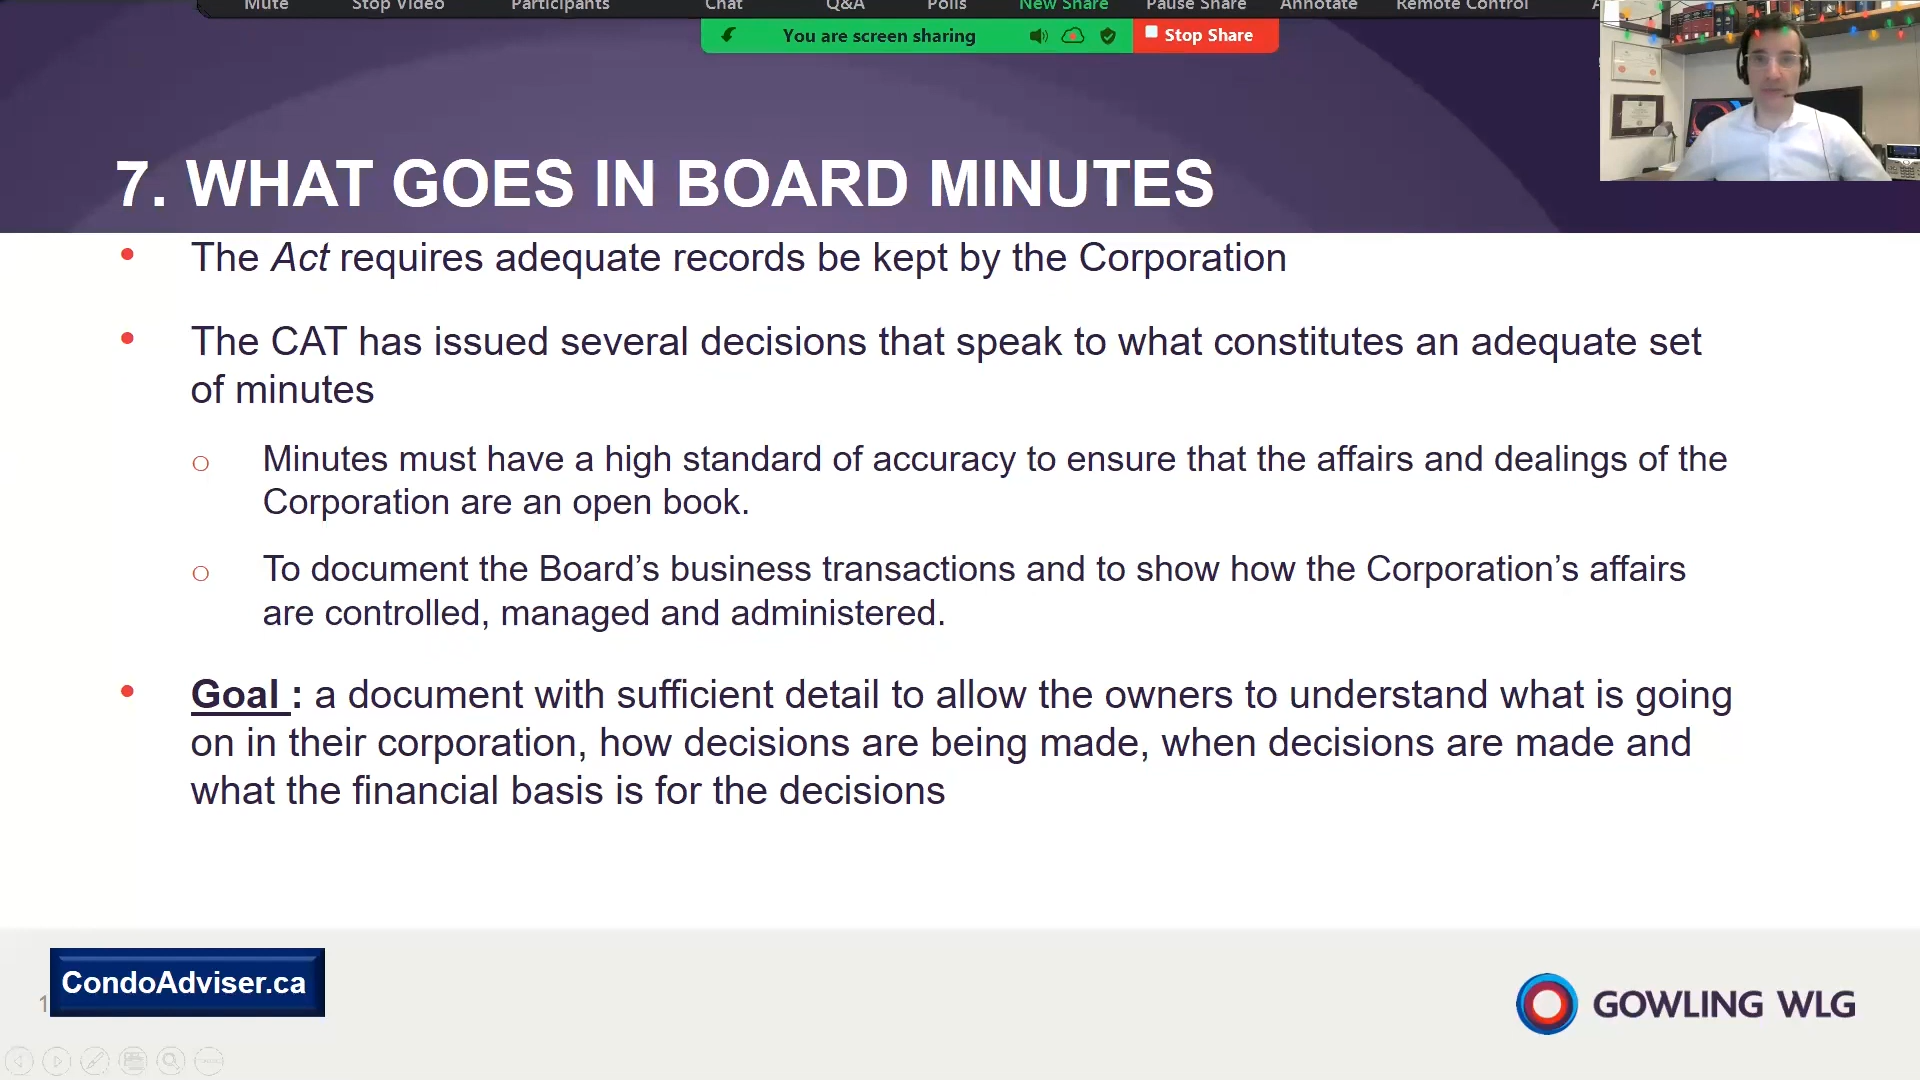 Mute Stop Video Participants Chat Q&A Polls New Share Pause Share Annotate Remote Control
You are screen sharing Stop Share
7. WHAT GOES IN BOARD MINUTES
• The Act requires adequate records be kept by the Corporation
• The CAT has issued several decisions that speak to what constitutes an adequate set
of minutes
o Minutes must have a high standard of accuracy to ensure that the affairs and dealings of the
Corporation are an open book.
o To document the Board’s business transactions and to show how the Corporation’s affairs
are controlled, managed and administered.
• Goal : a document with sufficient detail to allow the owners to understand what is going
on in their corporation, how decisions are being made, when decisions are made and
what the financial basis is for the decisions
CondoAdviser.ca
GOWLING WLG